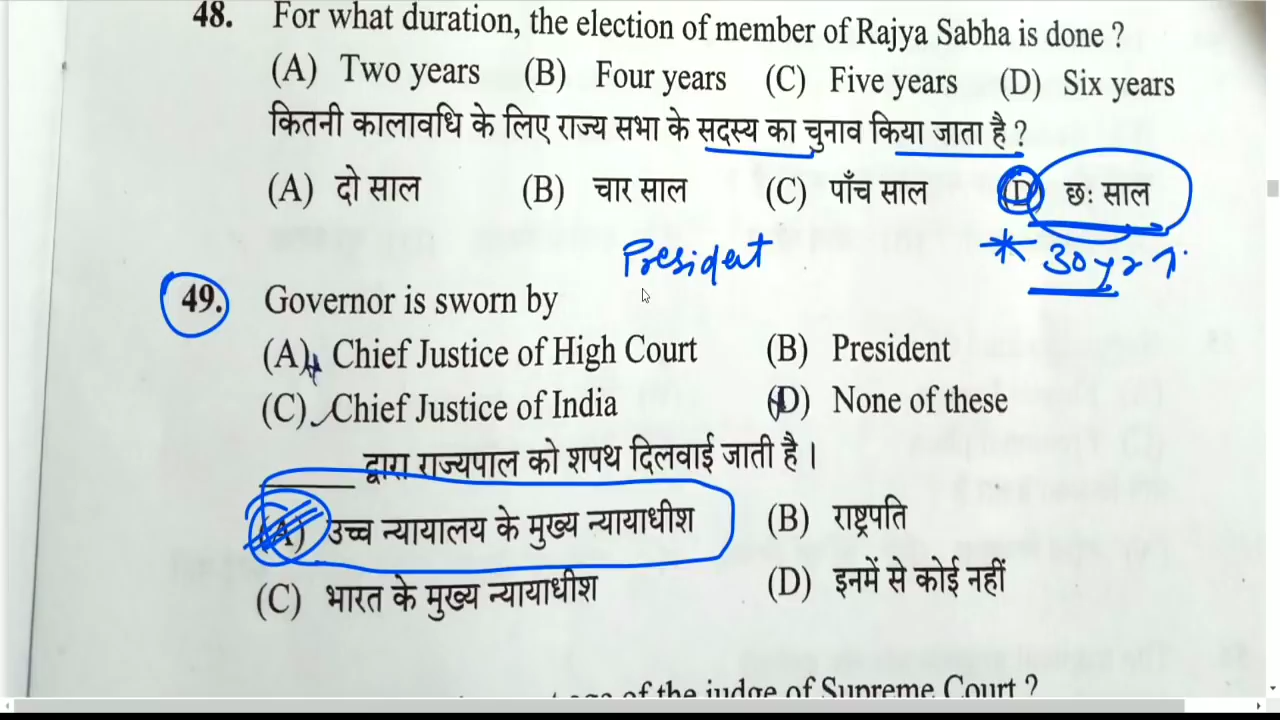 48. For what duration, the election of member of Rajya Sabha is done ?
(A) Two years (B) Four years (C) Five years (D) Six years
कितनी कालावधि के लिए राज्य सभा के सदस्य का चुनाव किया जाता है ?
(A) दो साल (B) चार साल (C) पाँच साल (D) छः साल
President * 30 yr ↑
49. Governor is sworn by
(A) Chief Justice of High Court (B) President
(C) Chief Justice of India (D) None of these
______ द्वारा राज्यपाल को शपथ दिलवाई जाती है ।
(A) उच्च न्यायालय के मुख्य न्यायाधीश (B) राष्ट्रपति
(C) भारत के मुख्य न्यायाधीश (D) इनमें से कोई नहीं
of the judge of Supreme Court ?